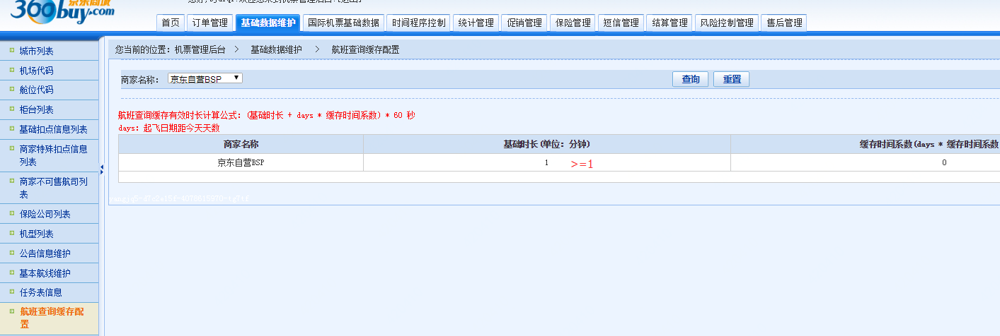 360buy.com 京东商城
首页 订单管理 基础数据维护 国际机票基础数据 时间程序控制 统计管理 促销管理 保险管理 短信管理 结算管理 风险控制管理 售后管理
您当前的位置: 机票管理后台 > 基础数据维护 > 航班查询缓存配置
商家名称: 京东自营BSP 查询 重置
航班查询缓存有效时长计算公式: (基础时长 + days * 缓存时间系数) * 60 秒
days: 起飞日期距今天天数
商家名称 基础时长(单位: 分钟) 缓存时间系数(days * 缓存时间系数
京东自营BSP 1 >=1 0
城市列表
机场代码
舱位代码
柜台列表
基础扣点信息列表
商家特殊扣点信息
列表
商家不可售航司列
表
保险公司列表
机型列表
公告信息维护
基本航线维护
任务表信息
航班查询缓存配
置